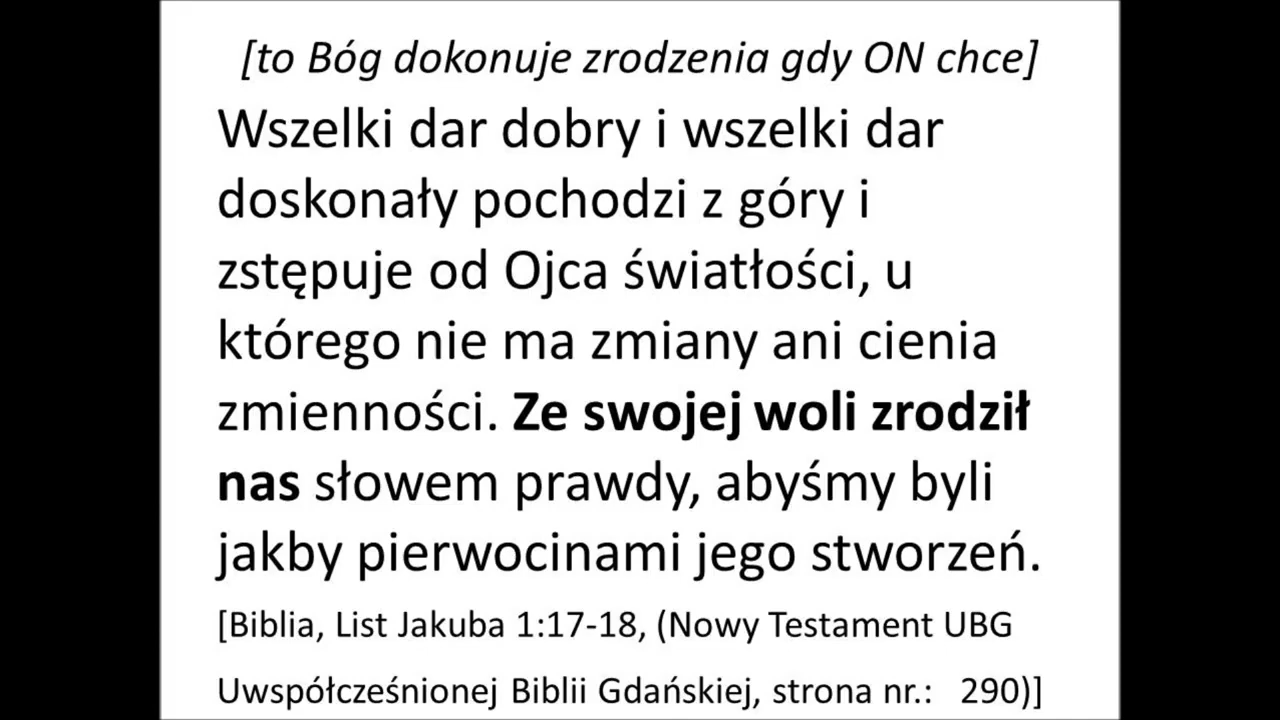 [to Bóg dokonuje zrodzenia gdy ON chce]
Wszelki dar dobry i wszelki dar
doskonały pochodzi z góry i
zstępuje od Ojca światłości, u
którego nie ma zmiany ani cienia
zmienności. Ze swojej woli zrodził
nas słowem prawdy, abyśmy byli
jakby pierwocinami jego stworzeń.
[Biblia, List Jakuba 1:17-18, (Nowy Testament UBG
Uwspółcześnionej Biblii Gdańskiej, strona nr.: 290)]